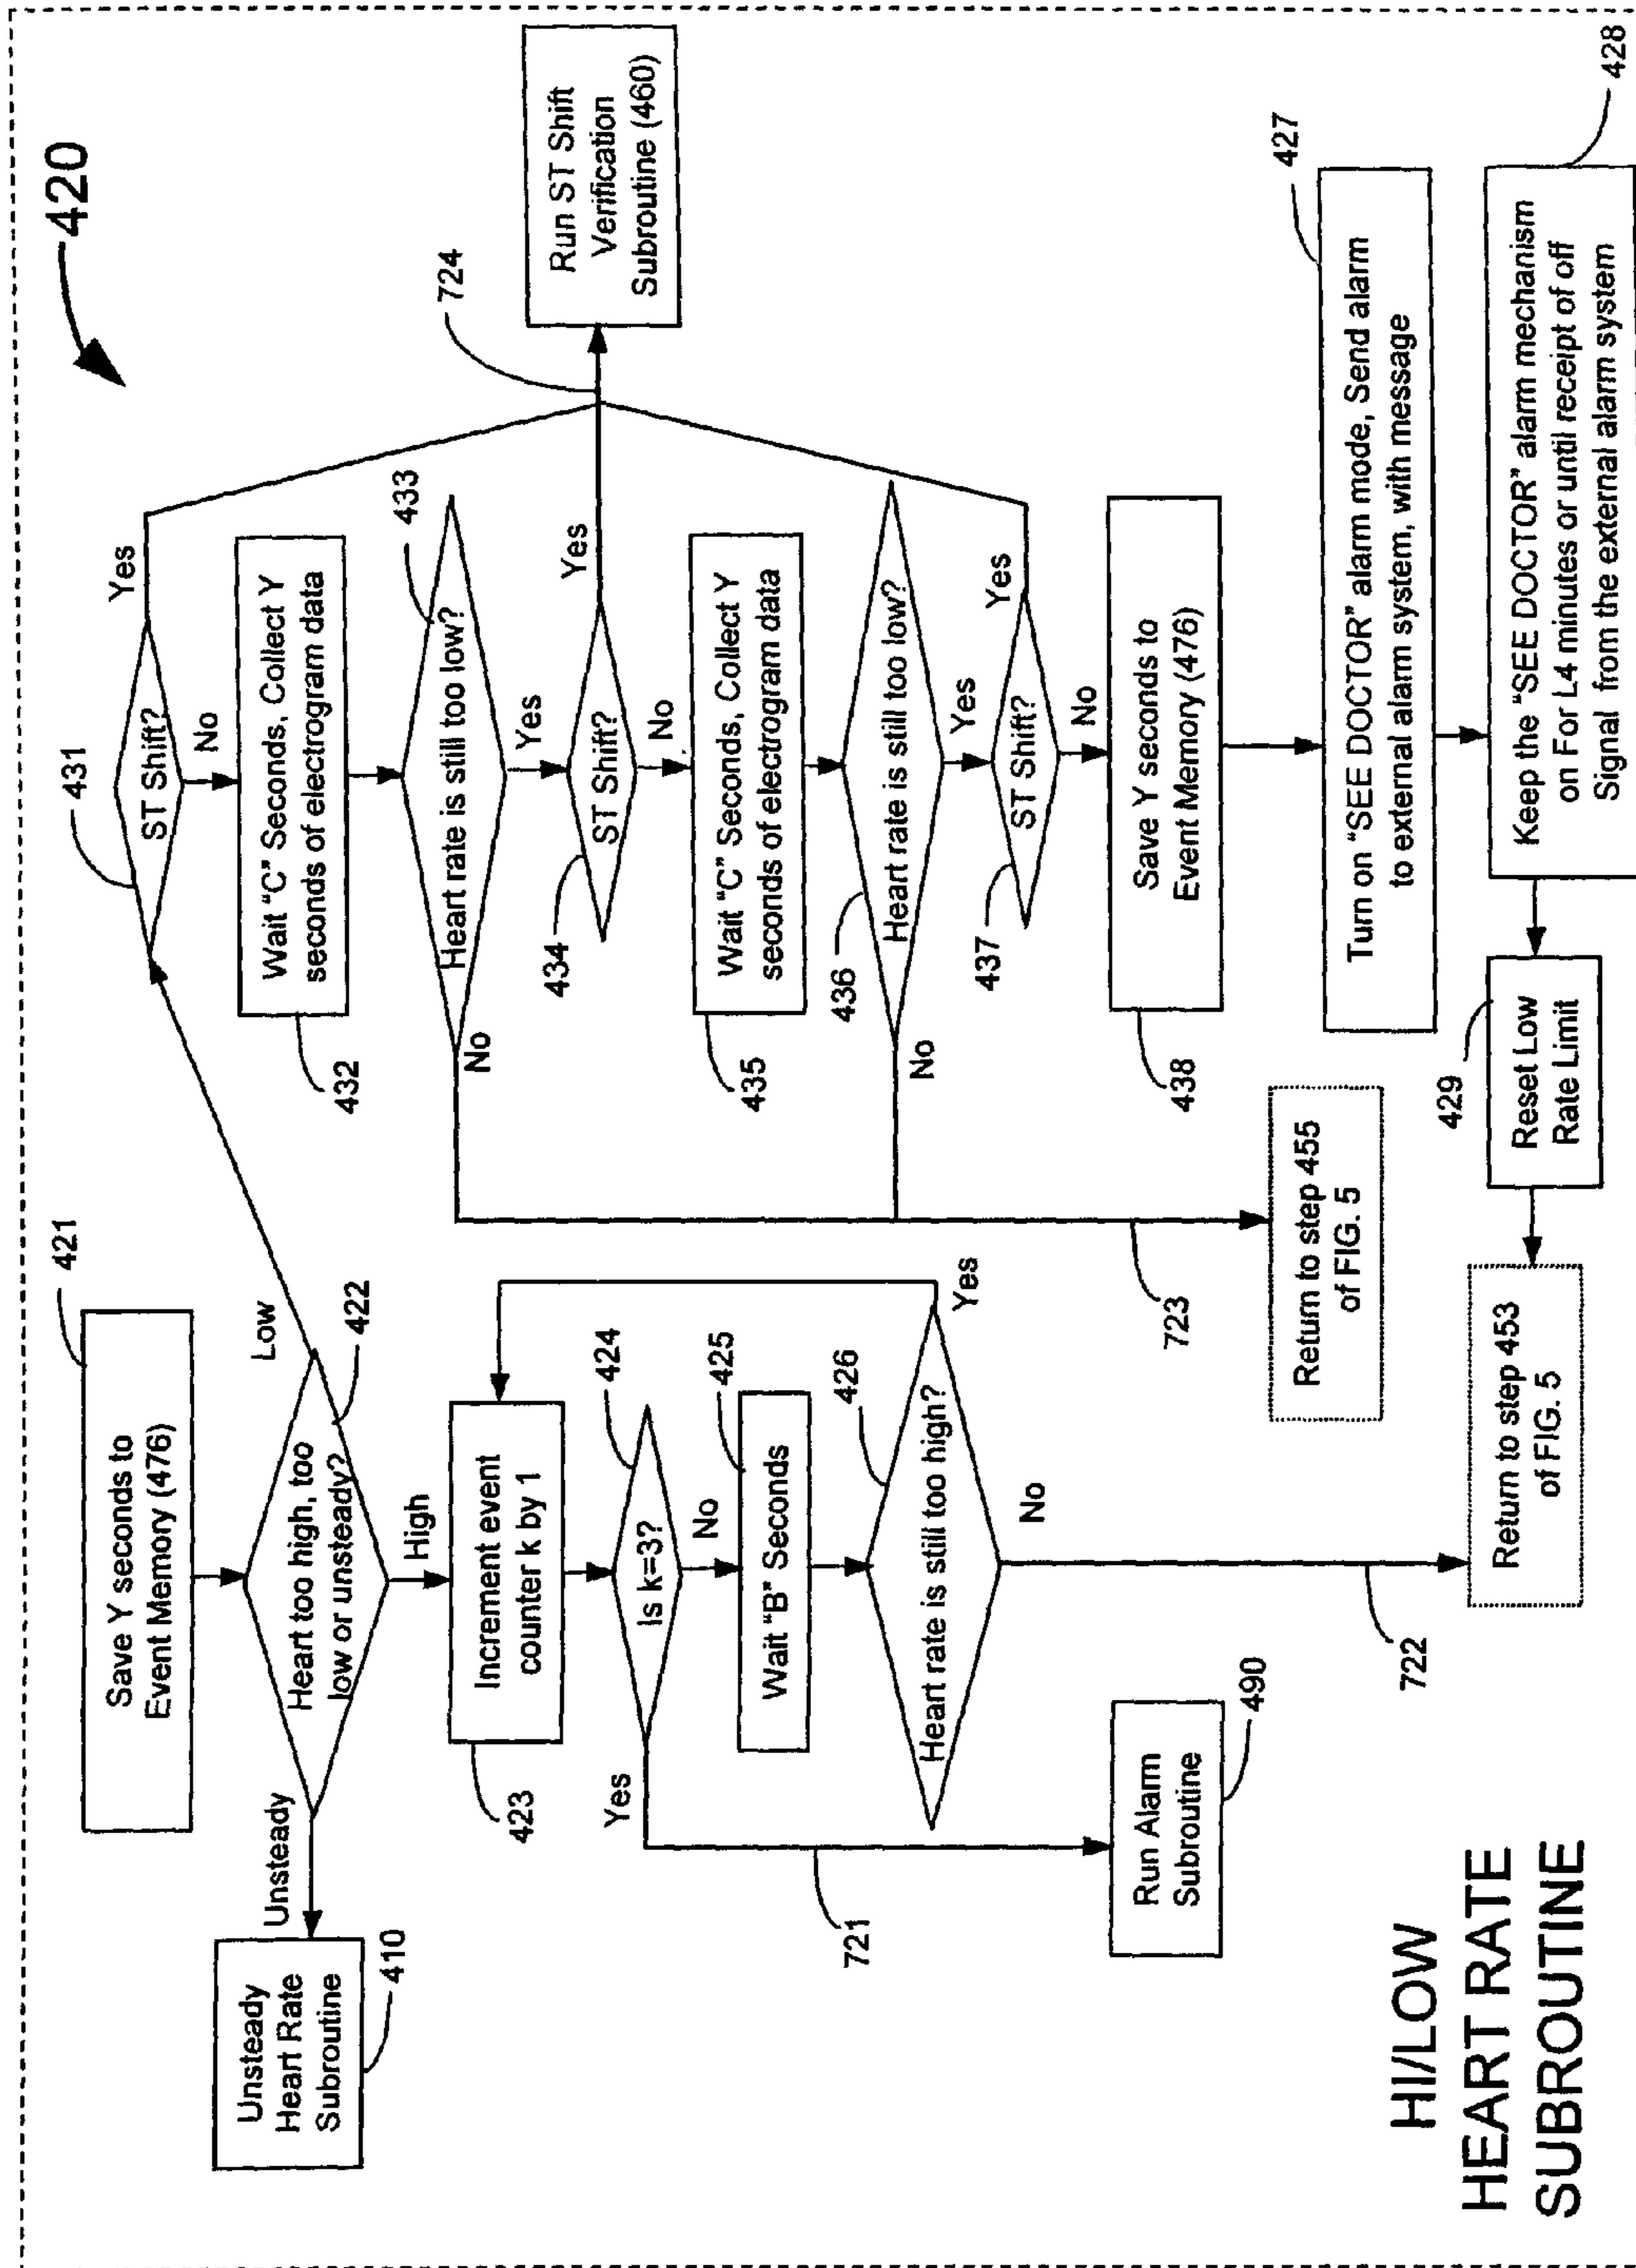 420
421
Save Y seconds to
Event Memory (476)
Unsteady
Heart Rate
Subroutine
410
Unsteady
Heart too high, too
low or unsteady?
422
Low
High
Increment event
counter k by 1
423
Is k=3?
424
Yes
No
Wait "B" Seconds
425
Heart rate is still too high?
426
Yes
No
721
Run Alarm
Subroutine
490
722
Return to step 453
of FIG. 5
431
ST Shift?
Yes
No
Wait "C" Seconds, Collect Y
seconds of electrogram data
432
Heart rate is still too low?
433
No
Yes
ST Shift?
434
Yes
No
Wait "C" Seconds, Collect Y
seconds of electrogram data
435
Heart rate is still too low?
436
No
Yes
ST Shift?
437
Yes
No
Save Y seconds to
Event Memory (476)
438
724
Run ST Shift
Verification
Subroutine (460)
723
Return to step 455
of FIG. 5
427
Turn on "SEE DOCTOR" alarm mode, Send alarm
to external alarm system, with message
428
Keep the "SEE DOCTOR" alarm mechanism
on For L4 minutes or until receipt of off
Signal from the external alarm system
429
Reset Low
Rate Limit
HI/LOW
HEART RATE
SUBROUTINE